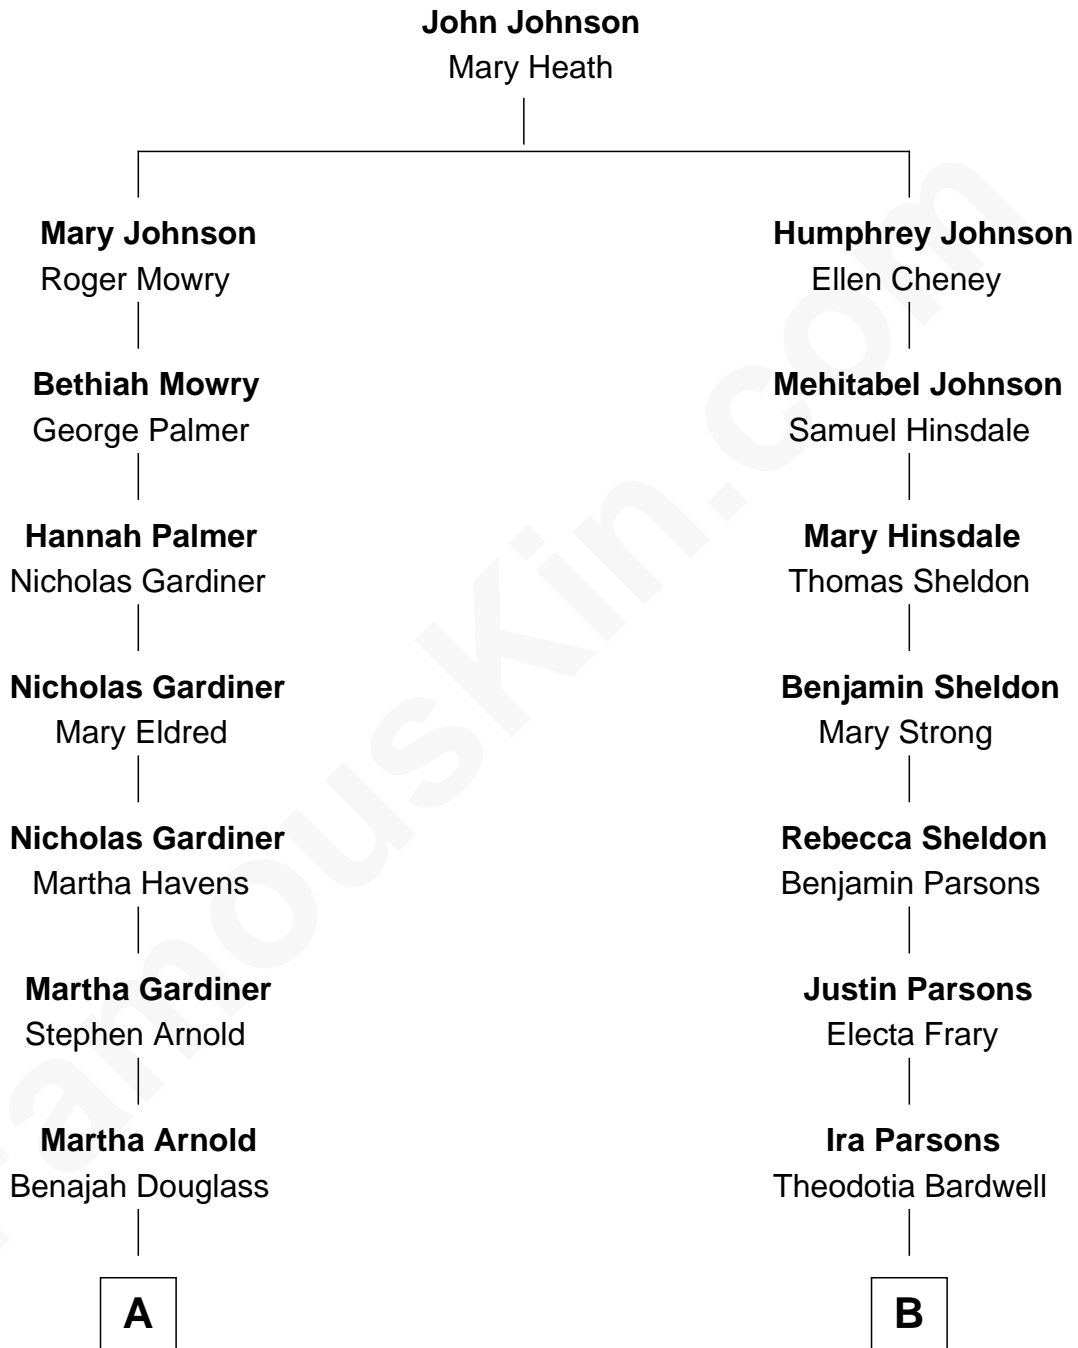 John Johnson
Mary Heath
Mary Johnson
Roger Mowry
Humphrey Johnson
Ellen Cheney
Bethiah Mowry
George Palmer
Mehitabel Johnson
Samuel Hinsdale
Hannah Palmer
Nicholas Gardiner
Mary Hinsdale
Thomas Sheldon
Nicholas Gardiner
Mary Eldred
Benjamin Sheldon
Mary Strong
Nicholas Gardiner
Martha Havens
Rebecca Sheldon
Benjamin Parsons
Martha Gardiner
Stephen Arnold
Justin Parsons
Electa Frary
Martha Arnold
Benajah Douglass
Ira Parsons
Theodotia Bardwell
A
B
FamousKin.com